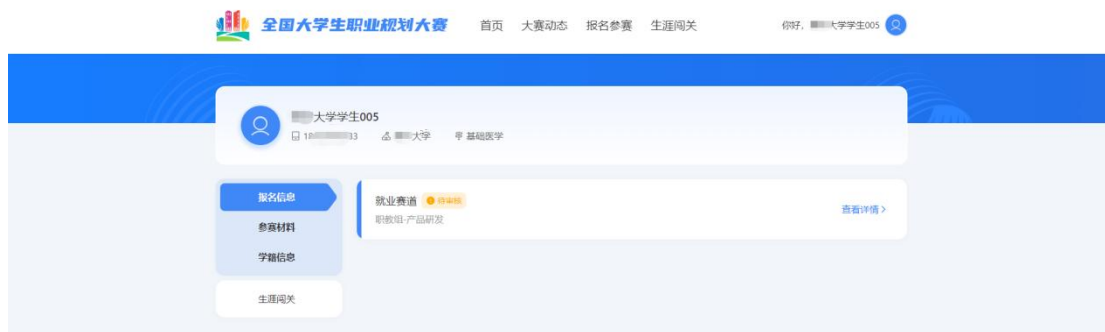 全国大学生职业规划大赛 首页 大赛动态 报名参赛 生涯闯关 你好, 大学学生005
大学学生005
大学 基础医学
报名信息
参赛材料
学籍信息
生涯闯关
就业赛道 待审核
职教组·产品研发
查看详情 >